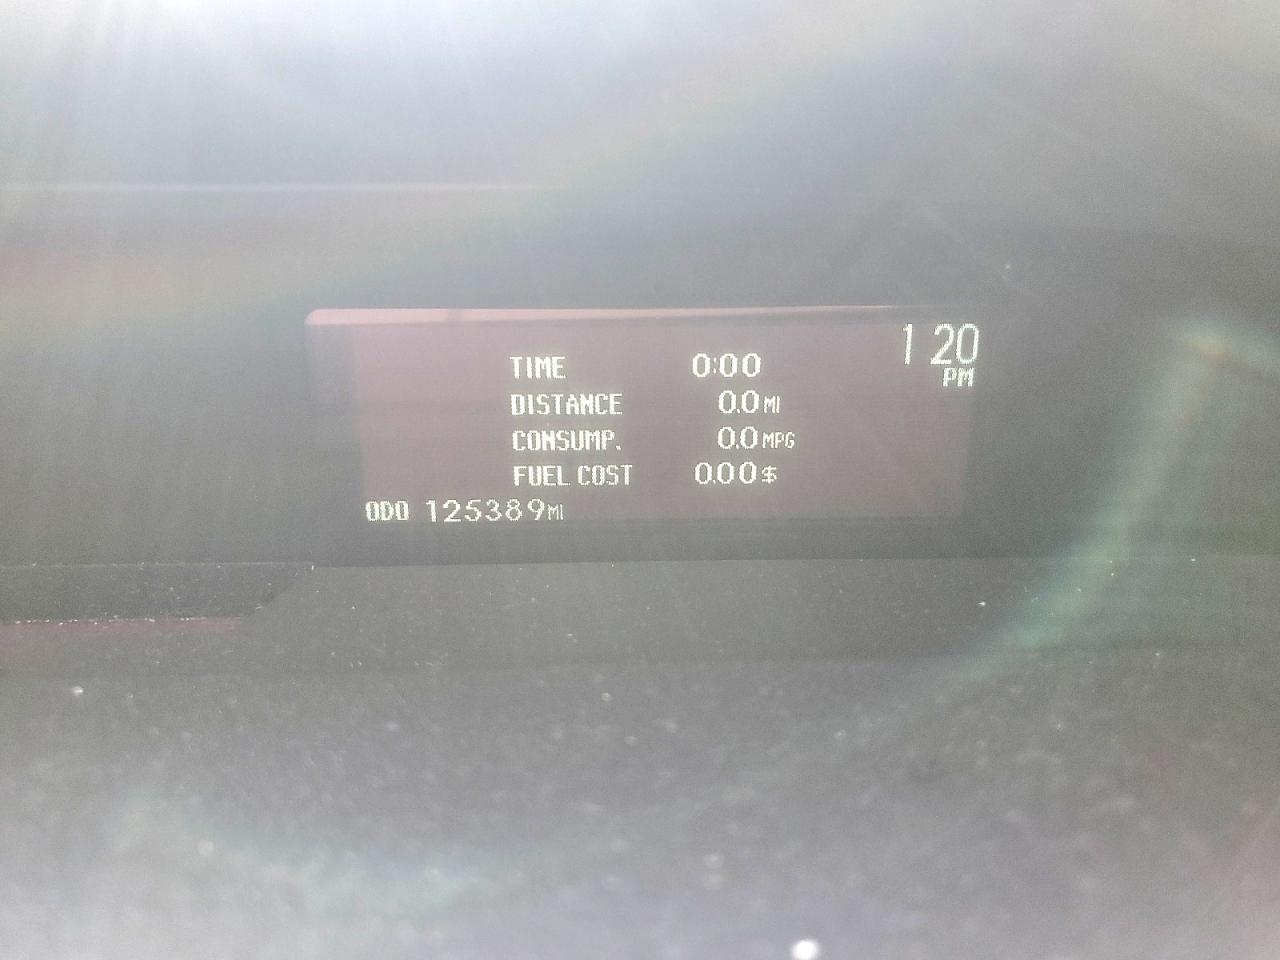 1 20
PM
TIME 0:00
DISTANCE 0.0 MI
CONSUMP. 0.0 MPG
FUEL COST 0.00 $
ODO 125389 MI